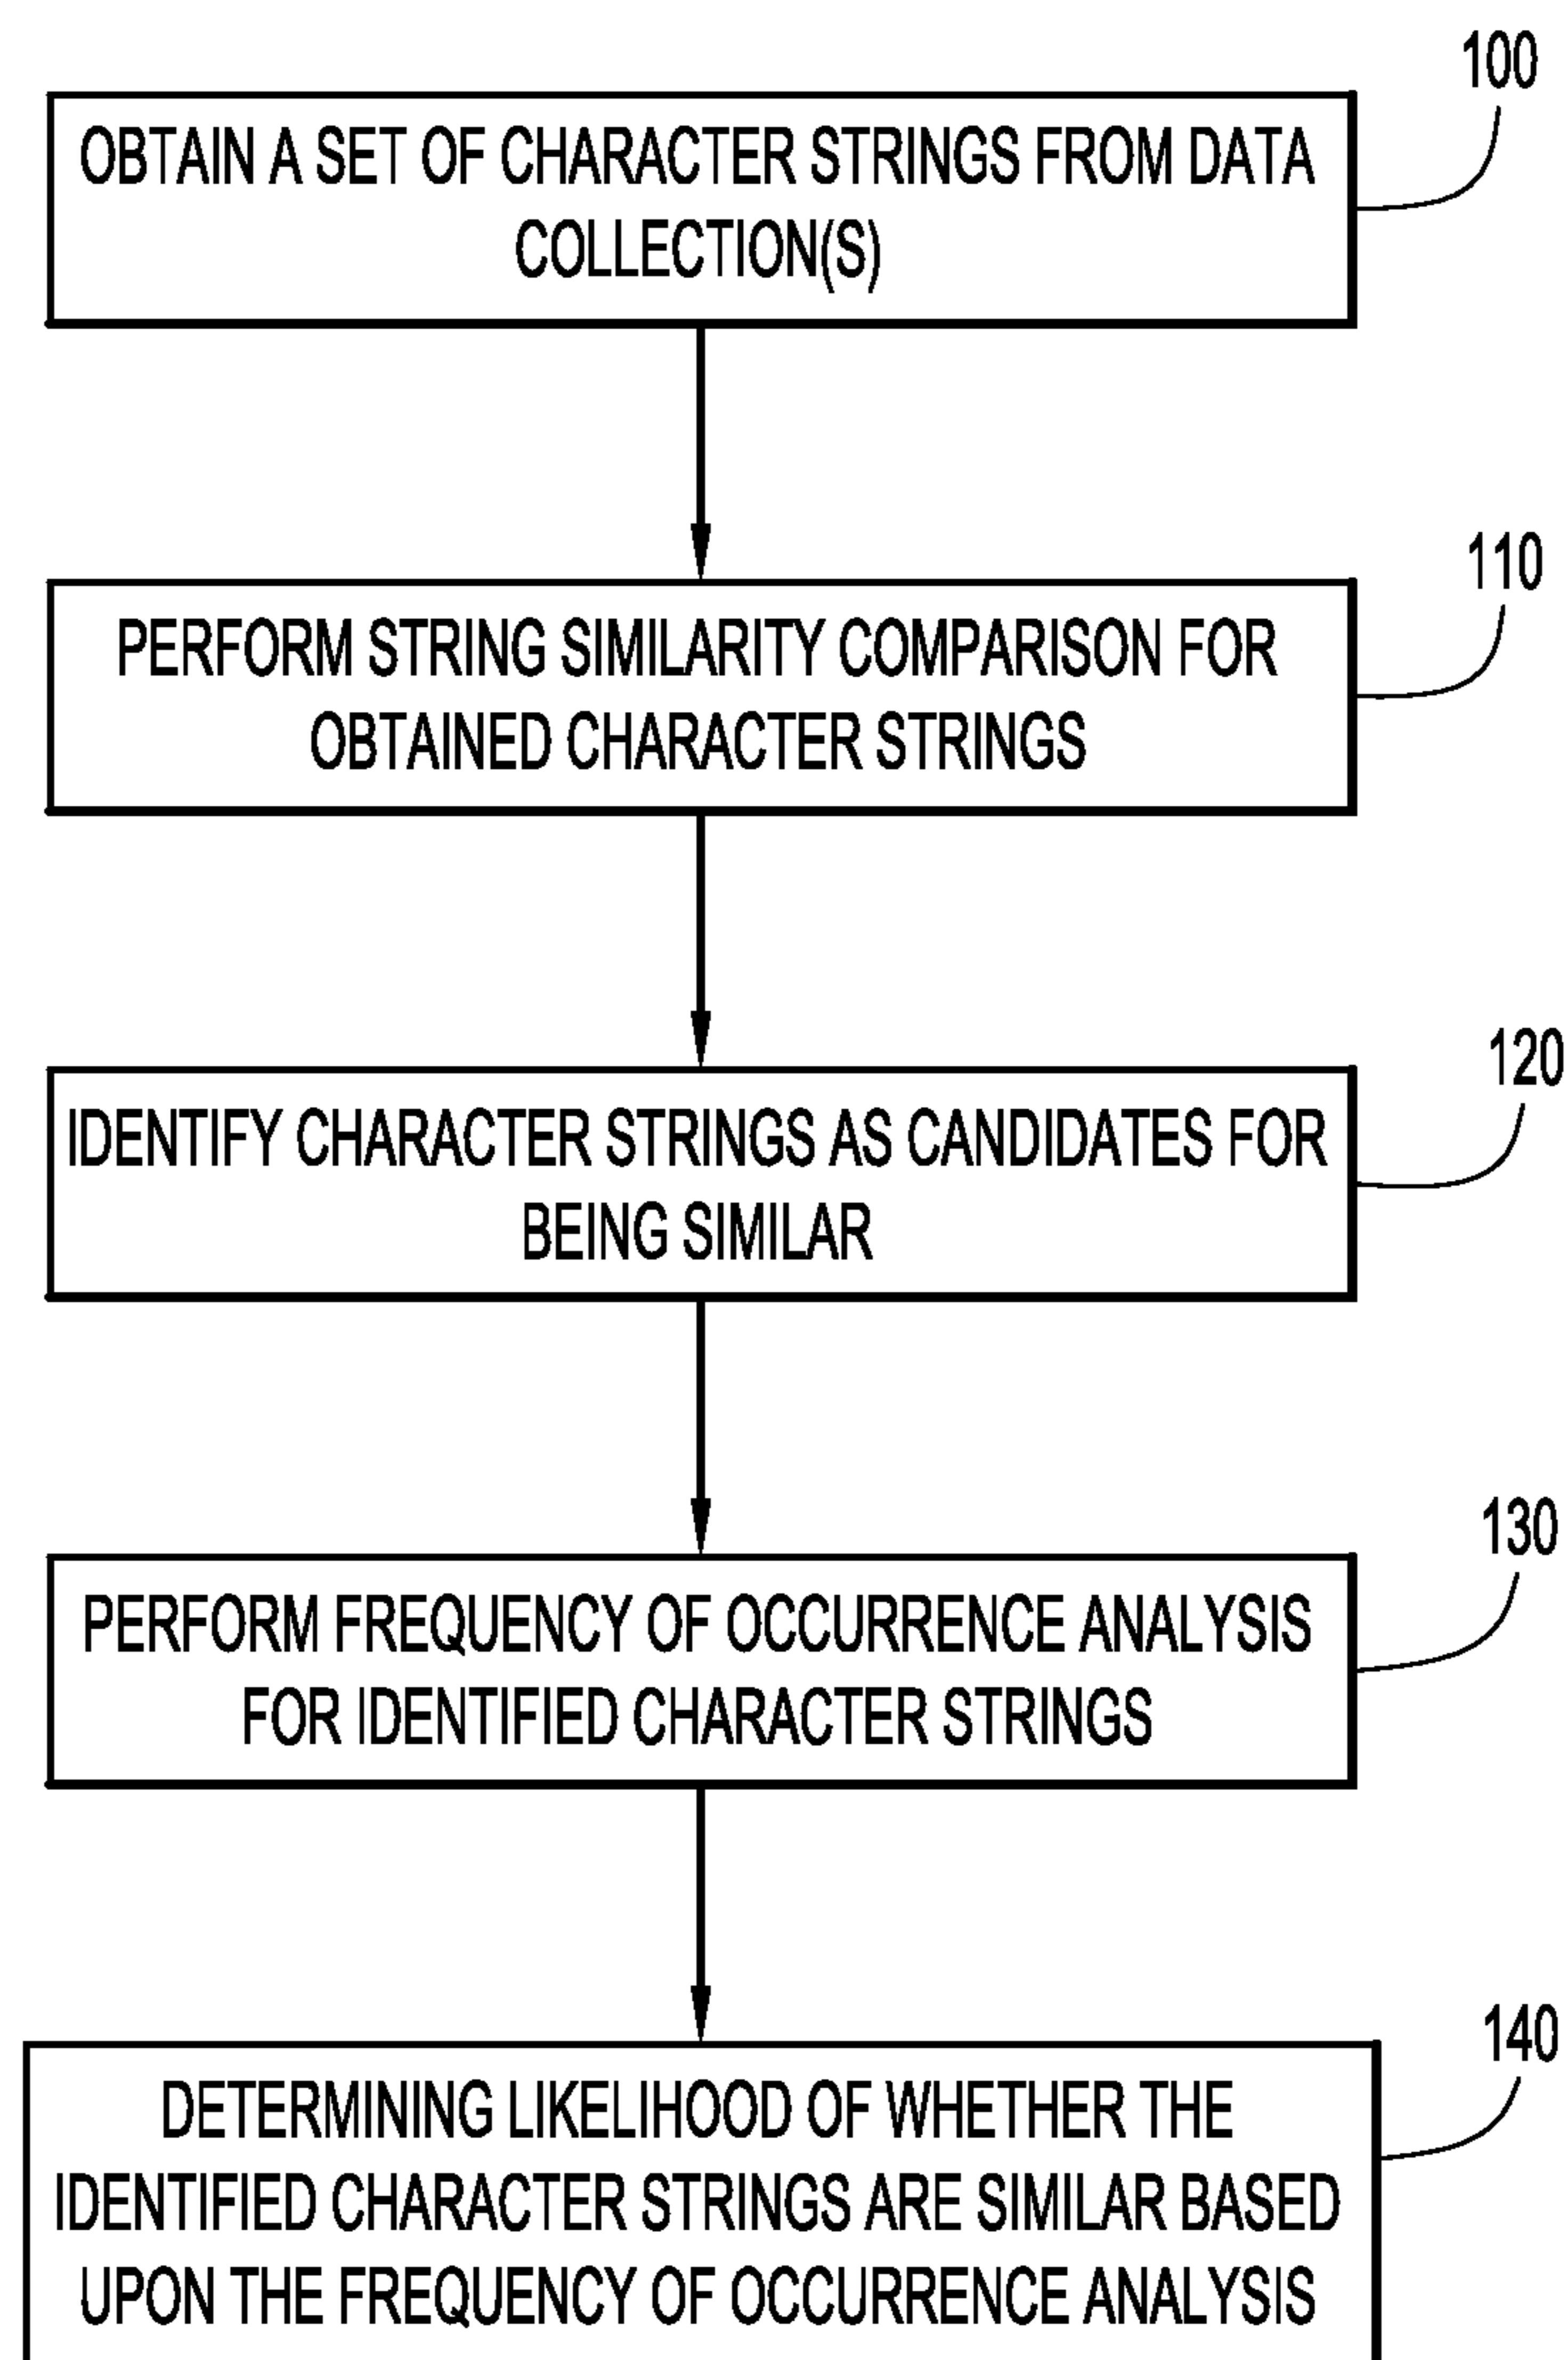 100
OBTAIN A SET OF CHARACTER STRINGS FROM DATA
COLLECTION(S)
110
PERFORM STRING SIMILARITY COMPARISON FOR
OBTAINED CHARACTER STRINGS
120
IDENTIFY CHARACTER STRINGS AS CANDIDATES FOR
BEING SIMILAR
130
PERFORM FREQUENCY OF OCCURRENCE ANALYSIS
FOR IDENTIFIED CHARACTER STRINGS
140
DETERMINING LIKELIHOOD OF WHETHER THE
IDENTIFIED CHARACTER STRINGS ARE SIMILAR BASED
UPON THE FREQUENCY OF OCCURRENCE ANALYSIS